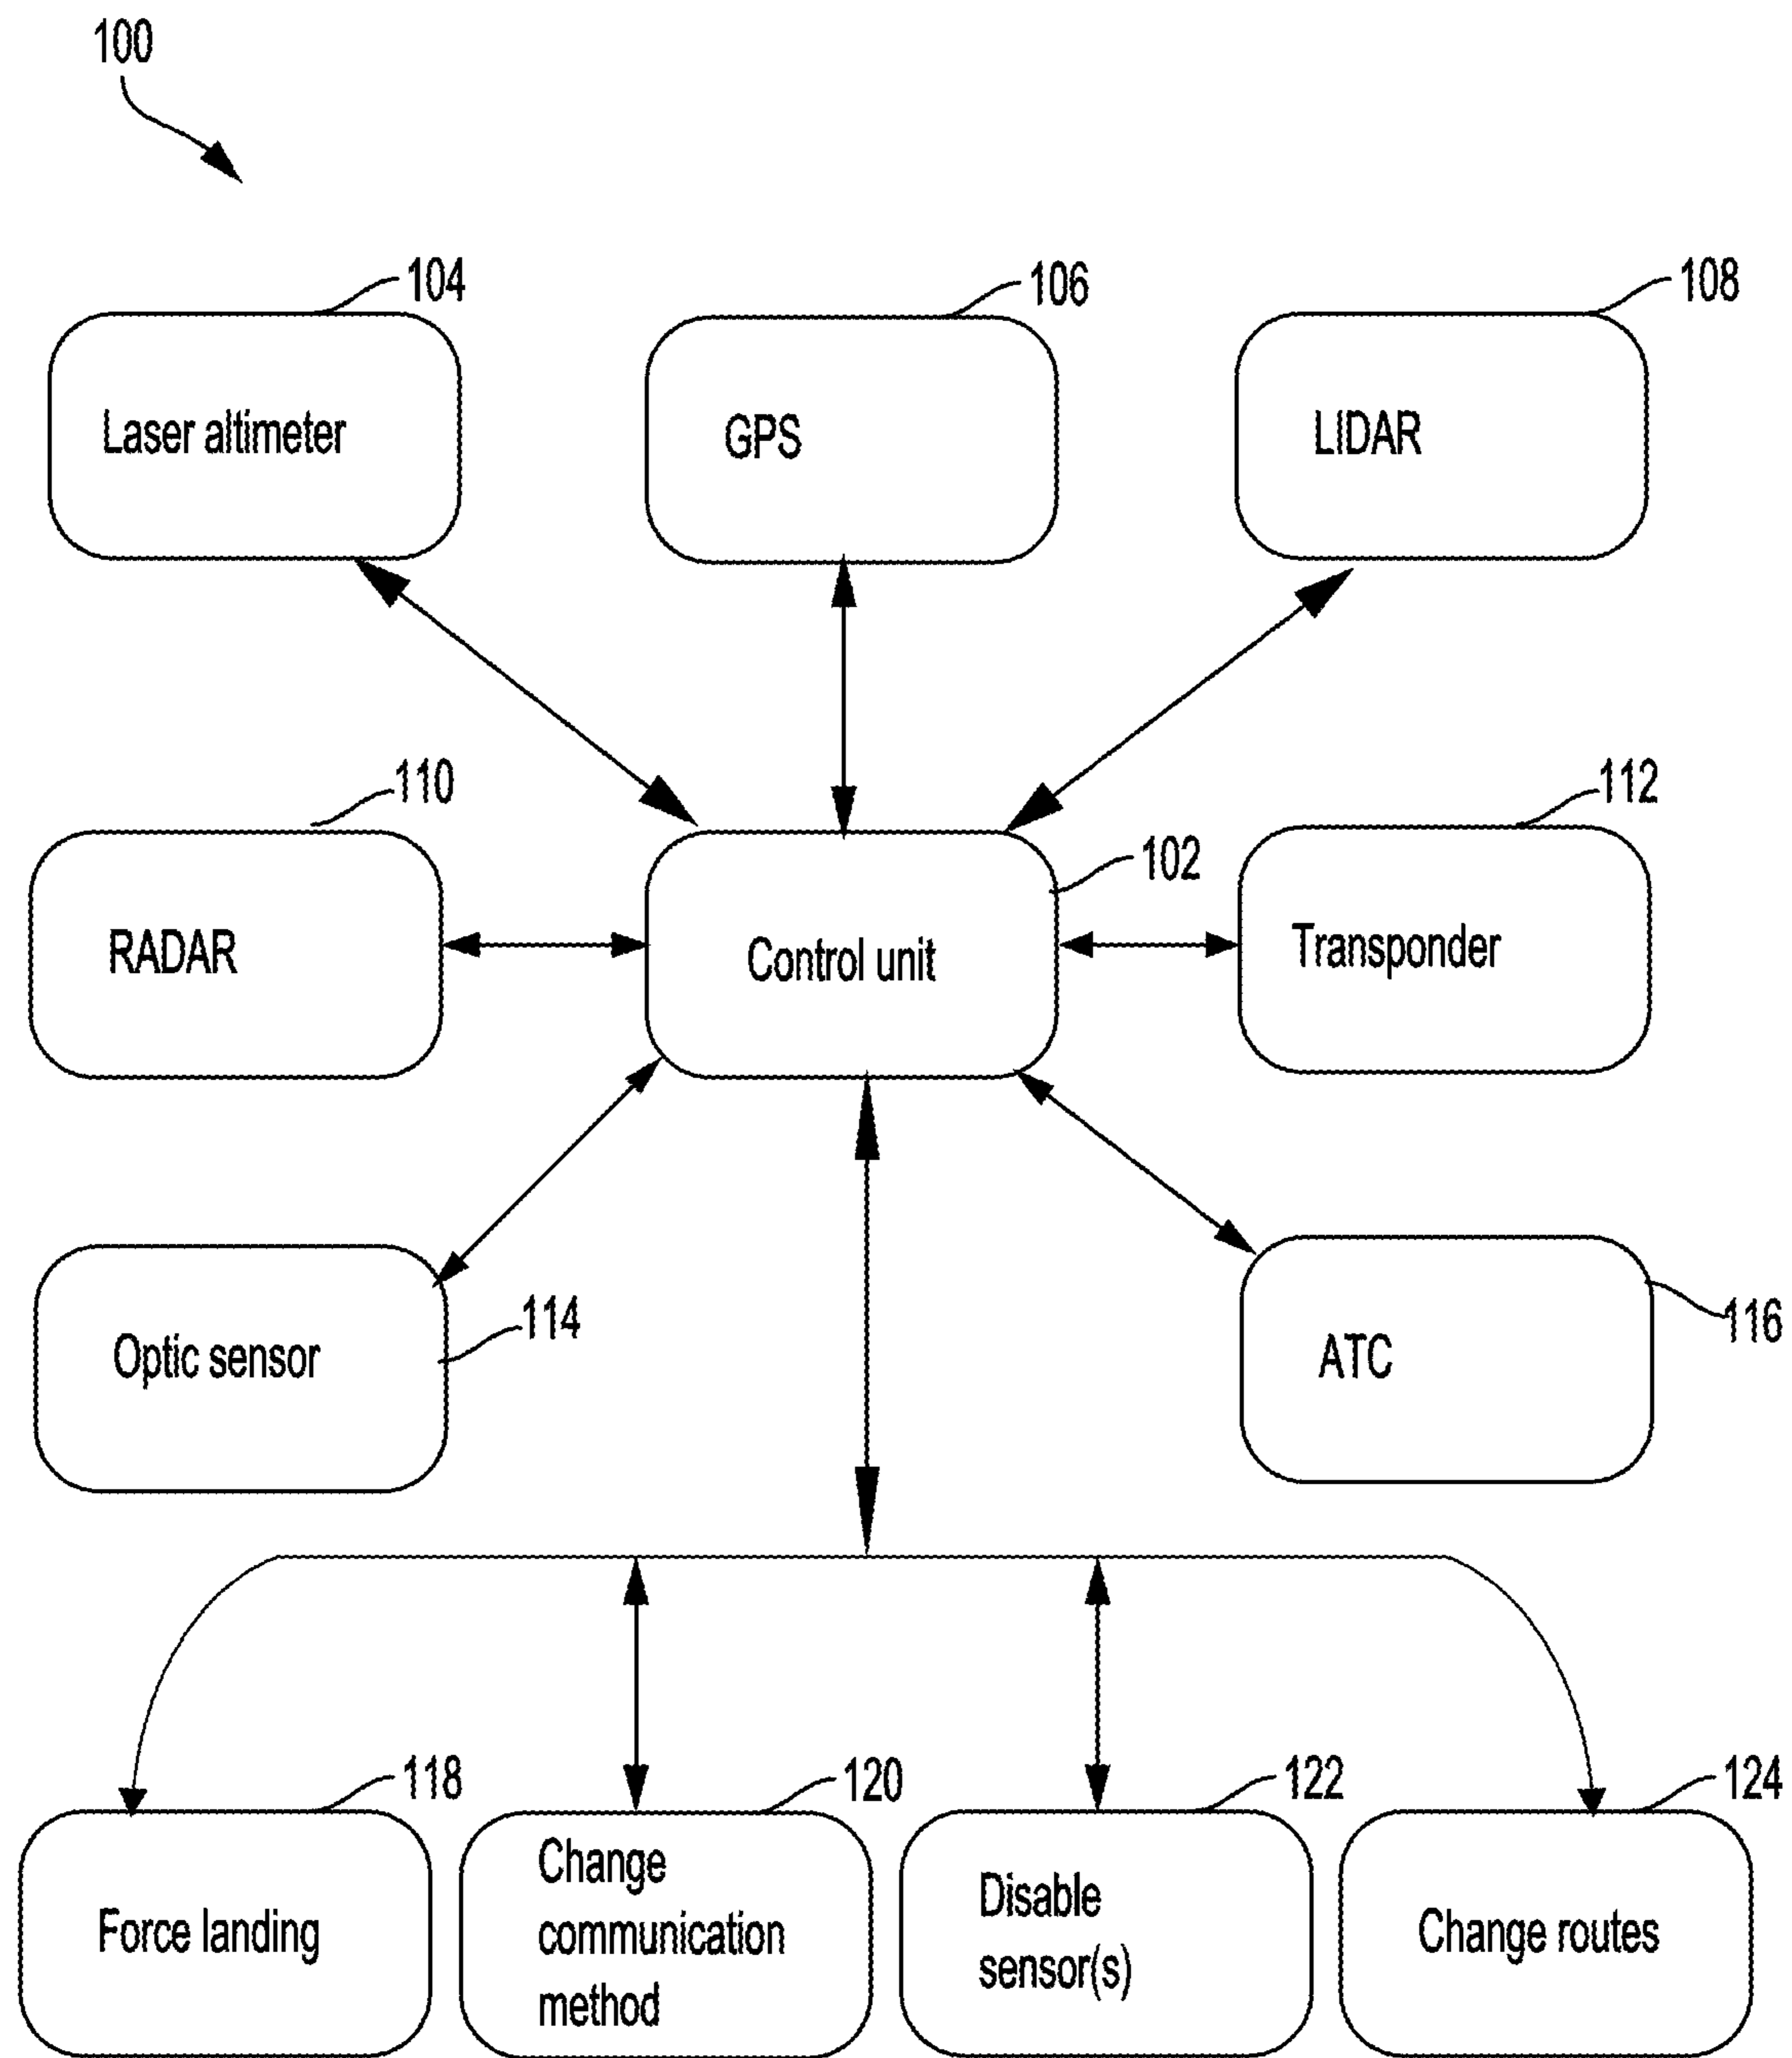 100
104
106
108
Laser altimeter
GPS
LIDAR
110
112
102
RADAR
Control unit
Transponder
114
116
Optic sensor
ATC
118
120
122
124
Force landing
Change
communication
method
Disable
sensor(s)
Change routes